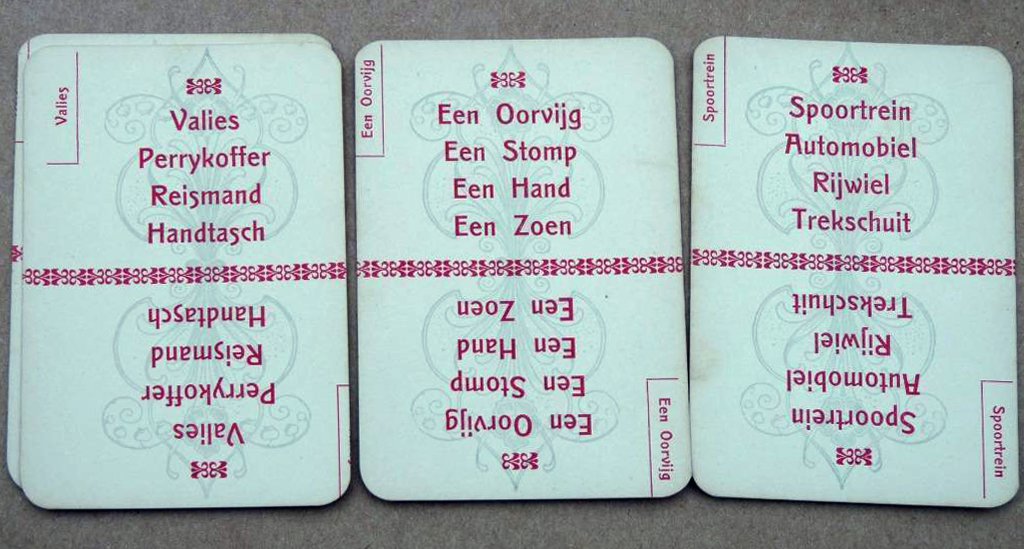 Valies
Valies
Perrykoffer
Reismand
Handtasch
Handtasch
Reismand
Perrykoffer
Valies
Een Oorvijg
Een Oorvijg
Een Stomp
Een Hand
Een Zoen
Een Zoen
Een Hand
Een Stomp
Een Oorvijg
Een Oorvijg
Spoortrein
Spoortrein
Automobiel
Rijwiel
Trekschuit
Trekschuit
Rijwiel
Automobiel
Spoortrein
Spoortrein